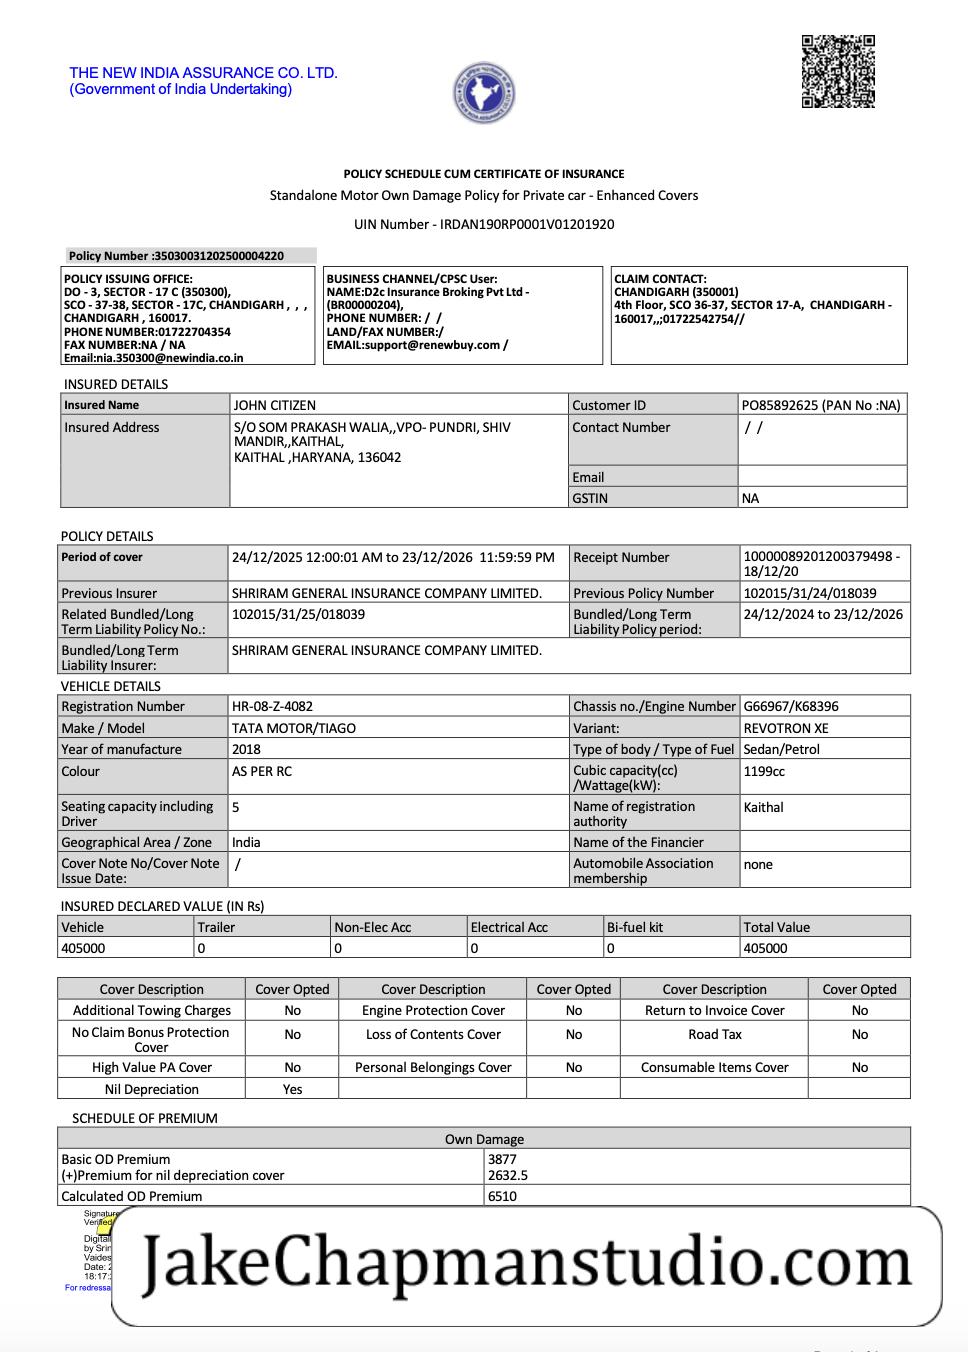 THE NEW INDIA ASSURANCE CO. LTD.
(Government of India Undertaking)
POLICY SCHEDULE CUM CERTIFICATE OF INSURANCE
Standalone Motor Own Damage Policy for Private car - Enhanced Covers
UIN Number - IRDAN190RP0001V01201920
Policy Number :35030031202500004220
POLICY ISSUING OFFICE:
DO - 3, SECTOR - 17 C (350300),
SCO - 37-38, SECTOR - 17C, CHANDIGARH , , ,
CHANDIGARH , 160017.
PHONE NUMBER:01722704354
FAX NUMBER:NA / NA
Email:nia.350300@newindia.co.in
BUSINESS CHANNEL/CPSC User:
NAME:D2c Insurance Broking Pvt Ltd -
(BR00000204),
PHONE NUMBER: / /
LAND/FAX NUMBER:/
EMAIL:support@renewbuy.com /
CLAIM CONTACT:
CHANDIGARH (350001)
4th Floor, SCO 36-37, SECTOR 17-A, CHANDIGARH -
160017,,;01722542754//
INSURED DETAILS
Insured Name JOHN CITIZEN Customer ID PO85892625 (PAN No :NA)
Insured Address S/O SOM PRAKASH WALIA,,VPO- PUNDRI, SHIV Contact Number / /
MANDIR,,KAITHAL,
KAITHAL ,HARYANA, 136042
Email
GSTIN NA
POLICY DETAILS
Period of cover 24/12/2025 12:00:01 AM to 23/12/2026 11:59:59 PM Receipt Number 10000089201200379498 -
18/12/20
Previous Insurer SHRIRAM GENERAL INSURANCE COMPANY LIMITED. Previous Policy Number 102015/31/24/018039
Related Bundled/Long 102015/31/25/018039 Bundled/Long Term 24/12/2024 to 23/12/2026
Term Liability Policy No.: Liability Policy period:
Bundled/Long Term SHRIRAM GENERAL INSURANCE COMPANY LIMITED.
Liability Insurer:
VEHICLE DETAILS
Registration Number HR-08-Z-4082 Chassis no./Engine Number G66967/K68396
Make / Model TATA MOTOR/TIAGO Variant: REVOTRON XE
Year of manufacture 2018 Type of body / Type of Fuel Sedan/Petrol
Colour AS PER RC Cubic capacity(cc) 1199cc
/Wattage(kW):
Seating capacity including 5 Name of registration Kaithal
Driver authority
Geographical Area / Zone India Name of the Financier
Cover Note No/Cover Note / Automobile Association none
Issue Date: membership
INSURED DECLARED VALUE (IN Rs)
Vehicle Trailer Non-Elec Acc Electrical Acc Bi-fuel kit Total Value
405000 0 0 0 0 405000
Cover Description Cover Opted Cover Description Cover Opted Cover Description Cover Opted
Additional Towing Charges No Engine Protection Cover No Return to Invoice Cover No
No Claim Bonus Protection No Loss of Contents Cover No Road Tax No
Cover
High Value PA Cover No Personal Belongings Cover No Consumable Items Cover No
Nil Depreciation Yes
SCHEDULE OF PREMIUM
Own Damage
Basic OD Premium 3877
(+)Premium for nil depreciation cover 2632.5
Calculated OD Premium 6510
Signature
Verified
by
Date: 2
18:17:
For
JakeChapmanstudio.com